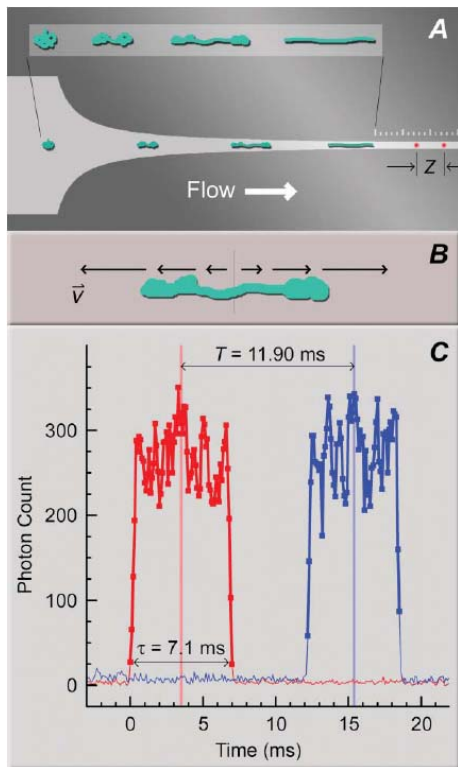 A
Flow
Z
B
v
C
T = 11.90 ms
300
200
100
0
Photon Count
τ = 7.1 ms
0 5 10 15 20
Time (ms)